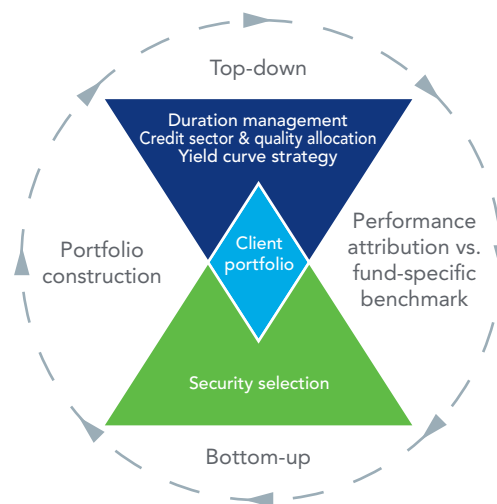 Top-down
Duration management
Credit sector & quality allocation
Yield curve strategy
Client
portfolio
Portfolio
construction
Performance
attribution vs.
fund-specific
benchmark
Security selection
Bottom-up